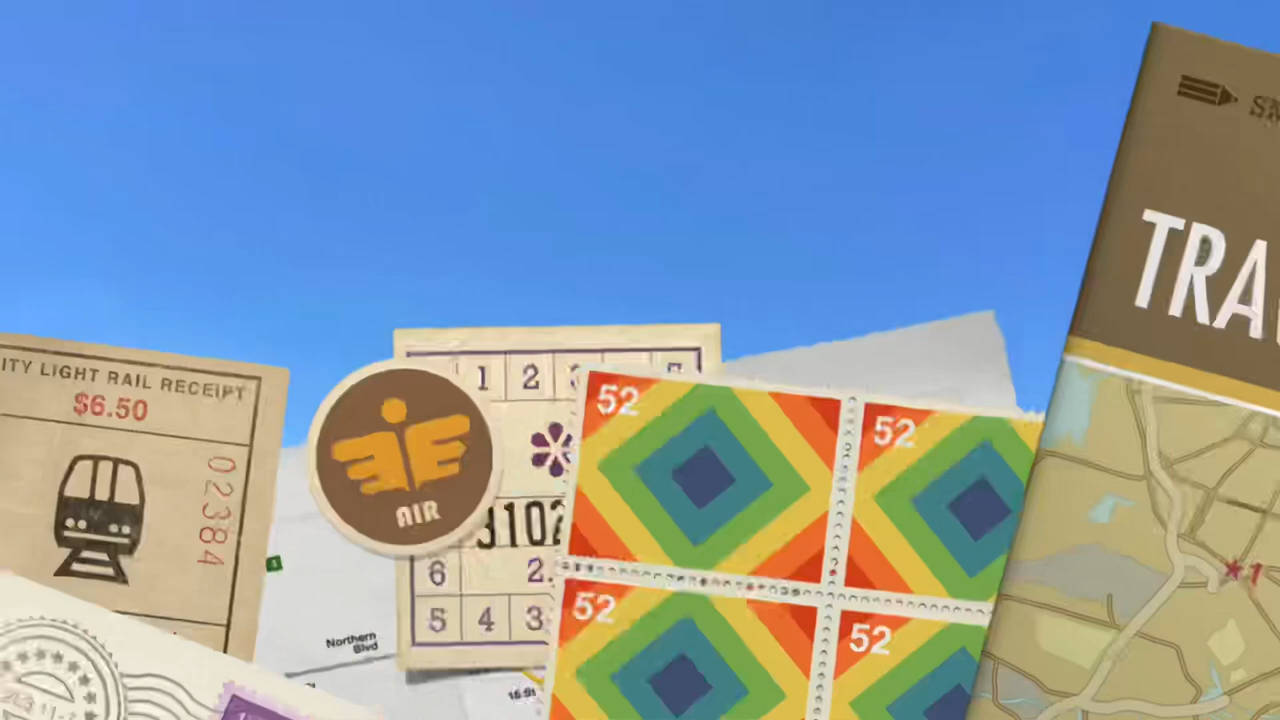 ITY LIGHT RAIL RECEIPT
$6.50
02384
AIR
1 2
3102
6 2
5 4 3
52
52
52
52
Northern
Blvd
TRA
1